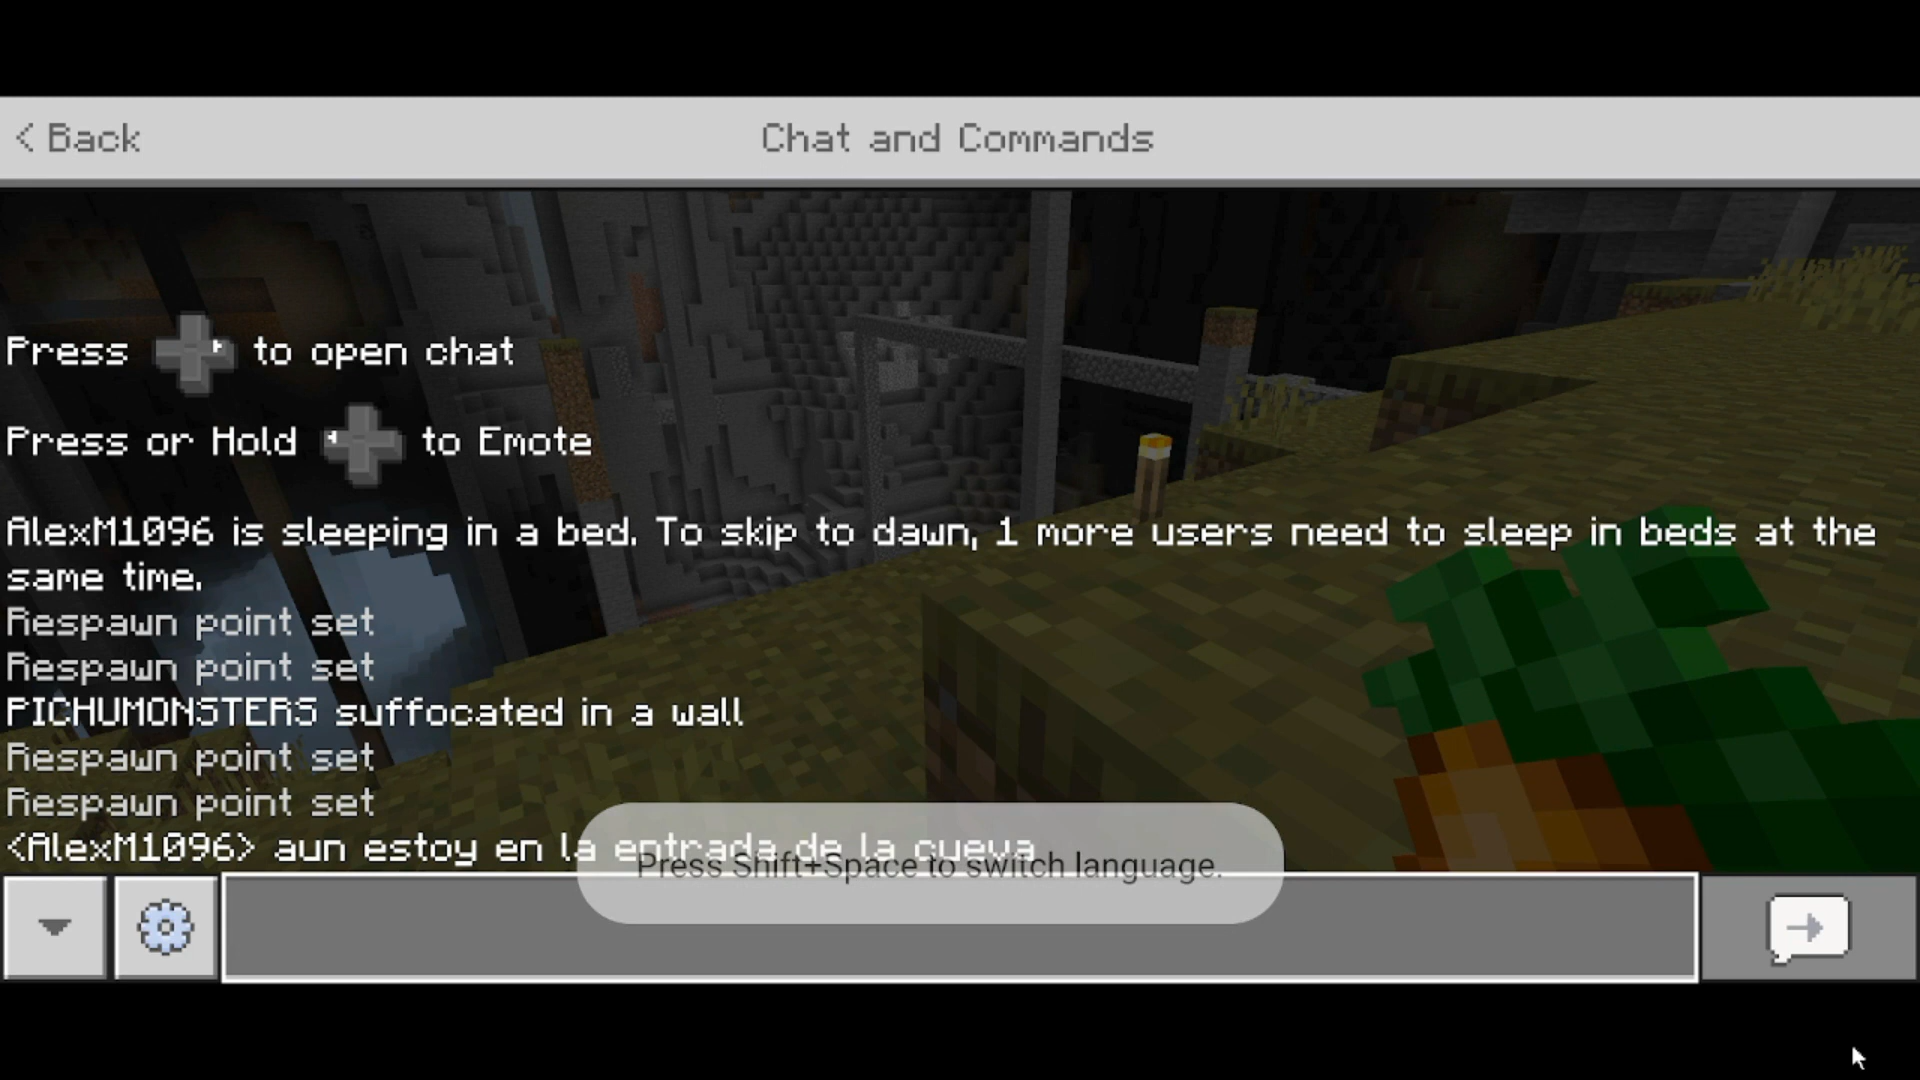 < Back
Chat and Commands
Press to open chat
Press or Hold to Emote
AlexM1096 is sleeping in a bed. To skip to dawn, 1 more users need to sleep in beds at the
same time.
Respawn point set
Respawn point set
PICHUMONSTERS suffocated in a wall
Respawn point set
Respawn point set
<AlexM1096> aun estoy en la entrada de la cueva
Press Shift+Space to switch language.